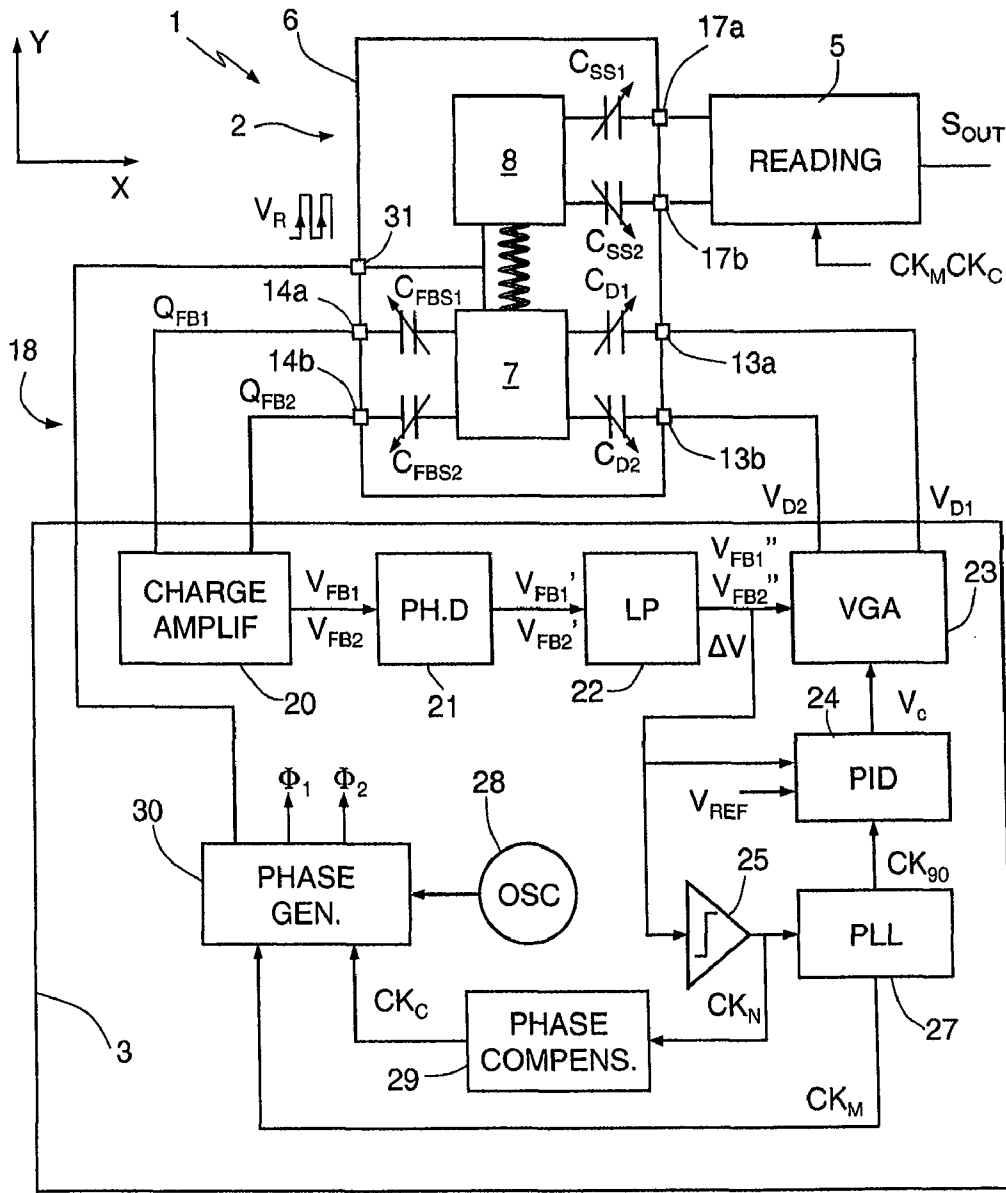 Y
X
1
2
6
17a
5
C_SS1
8
READING
S_OUT
V_R
31
C_SS2
17b
CK_M CK_C
14a
C_FBS1
C_D1
Q_FB1
18
14b
7
13a
Q_FB2
C_FBS2
C_D2
13b
V_D2
V_D1
CHARGE
AMPLIF
V_FB1
V_FB2
PH.D
V_FB1'
V_FB2'
LP
V_FB1"
V_FB2"
ΔV
VGA
23
20
21
22
24
V_c
PID
V_REF
Φ1
Φ2
28
30
PHASE
GEN.
OSC
25
CK_90
PLL
CK_C
CK_N
27
PHASE
COMPENS.
3
29
CK_M